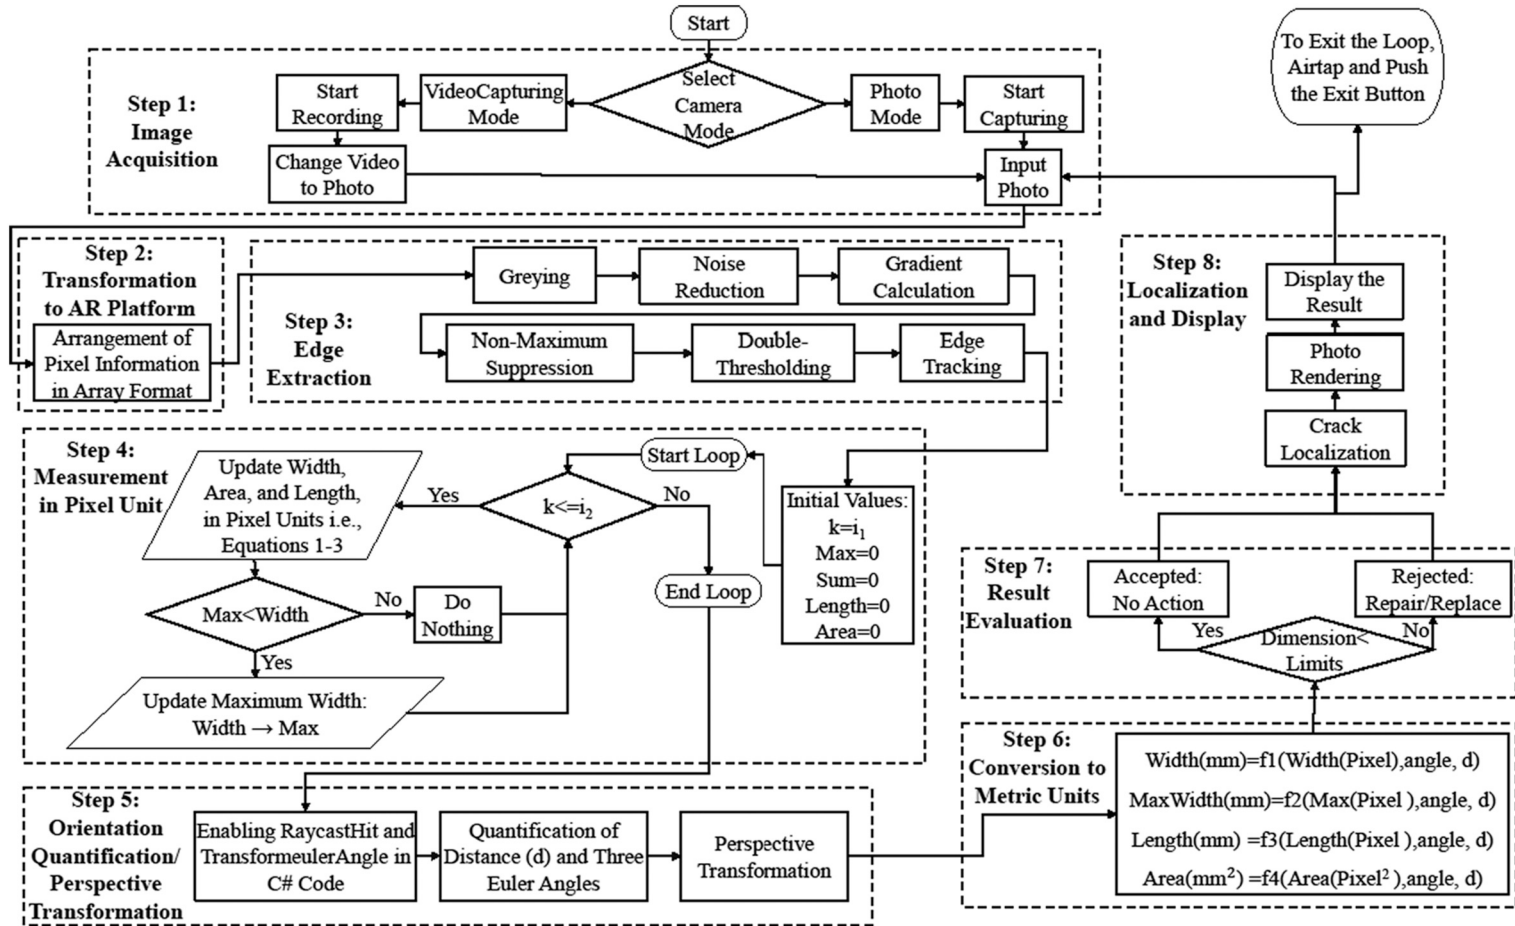 Start
To Exit the Loop,
Airtap and Push
the Exit Button
Step 1:
Image
Acquisition
Start
Recording
VideoCapturing
Mode
Select
Camera
Mode
Photo
Mode
Start
Capturing
Change Video
to Photo
Input
Photo
Step 2:
Transformation
to AR Platform
Arrangement of
Pixel Information
in Array Format
Step 3:
Edge
Extraction
Greying
Noise
Reduction
Gradient
Calculation
Non-Maximum
Suppression
Double-
Thresholding
Edge
Tracking
Step 4:
Measurement
in Pixel Unit
Update Width,
Area, and Length,
in Pixel Units i.e.,
Equations 1-3
Yes
k<=i₂
No
Start Loop
End Loop
Initial Values:
k=i₁
Max=0
Sum=0
Length=0
Area=0
Max<Width
No
Do
Nothing
Yes
Update Maximum Width:
Width → Max
Step 5:
Orientation
Quantification/
Perspective
Transformation
Enabling RaycastHit and
TransformeulerAngle in
C# Code
Quantification of
Distance (d) and Three
Euler Angles
Perspective
Transformation
Step 6:
Conversion to
Metric Units
Width(mm)=f1(Width(Pixel),angle, d)
MaxWidth(mm)=f2(Max(Pixel ),angle, d)
Length(mm) =f3(Length(Pixel ),angle, d)
Area(mm²) =f4(Area(Pixel² ),angle, d)
Step 7:
Result
Evaluation
Accepted:
No Action
Rejected:
Repair/Replace
Yes
Dimension<
Limits
No
Step 8:
Localization
and Display
Display the
Result
Photo
Rendering
Crack
Localization